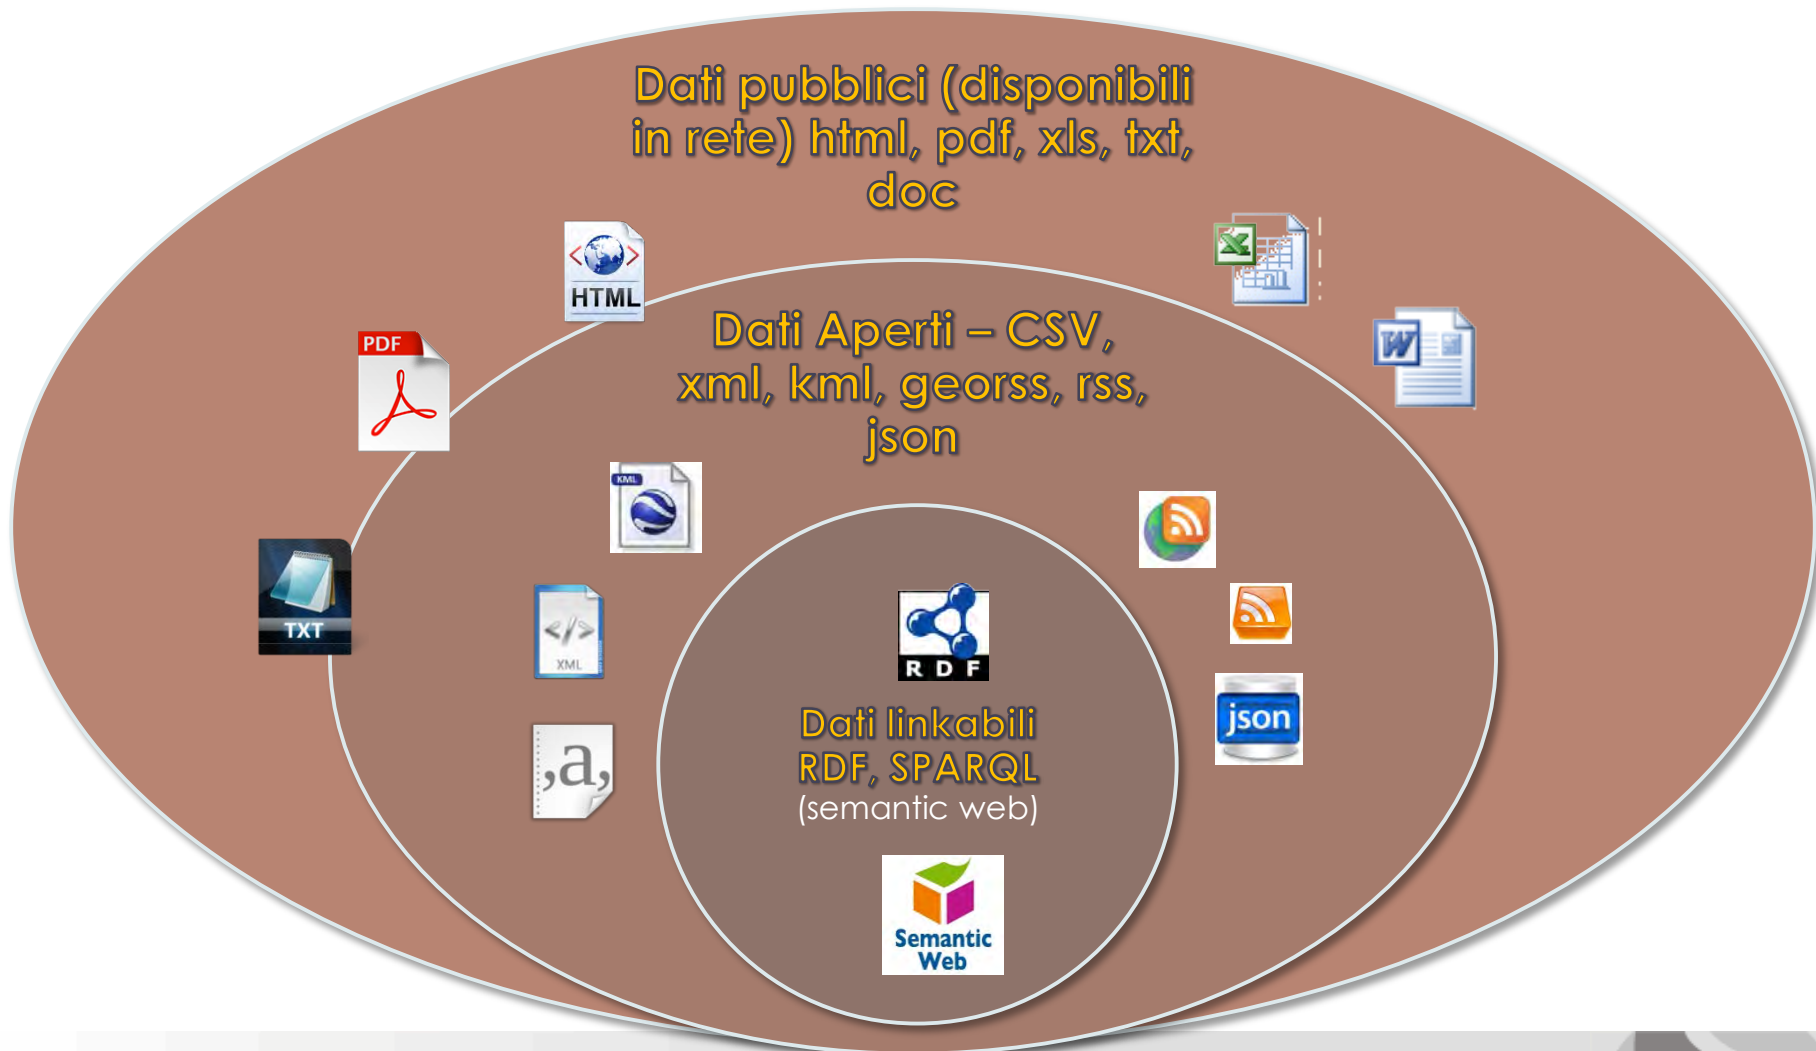 Dati pubblici (disponibili
in rete) html, pdf, xls, txt,
doc
HTML
PDF
Dati Aperti – CSV,
xml, kml, georss, rss,
json
KML
TXT
XML
RDF
json
,a,
Dati linkabili
RDF, SPARQL
(semantic web)
Semantic
Web
X
W